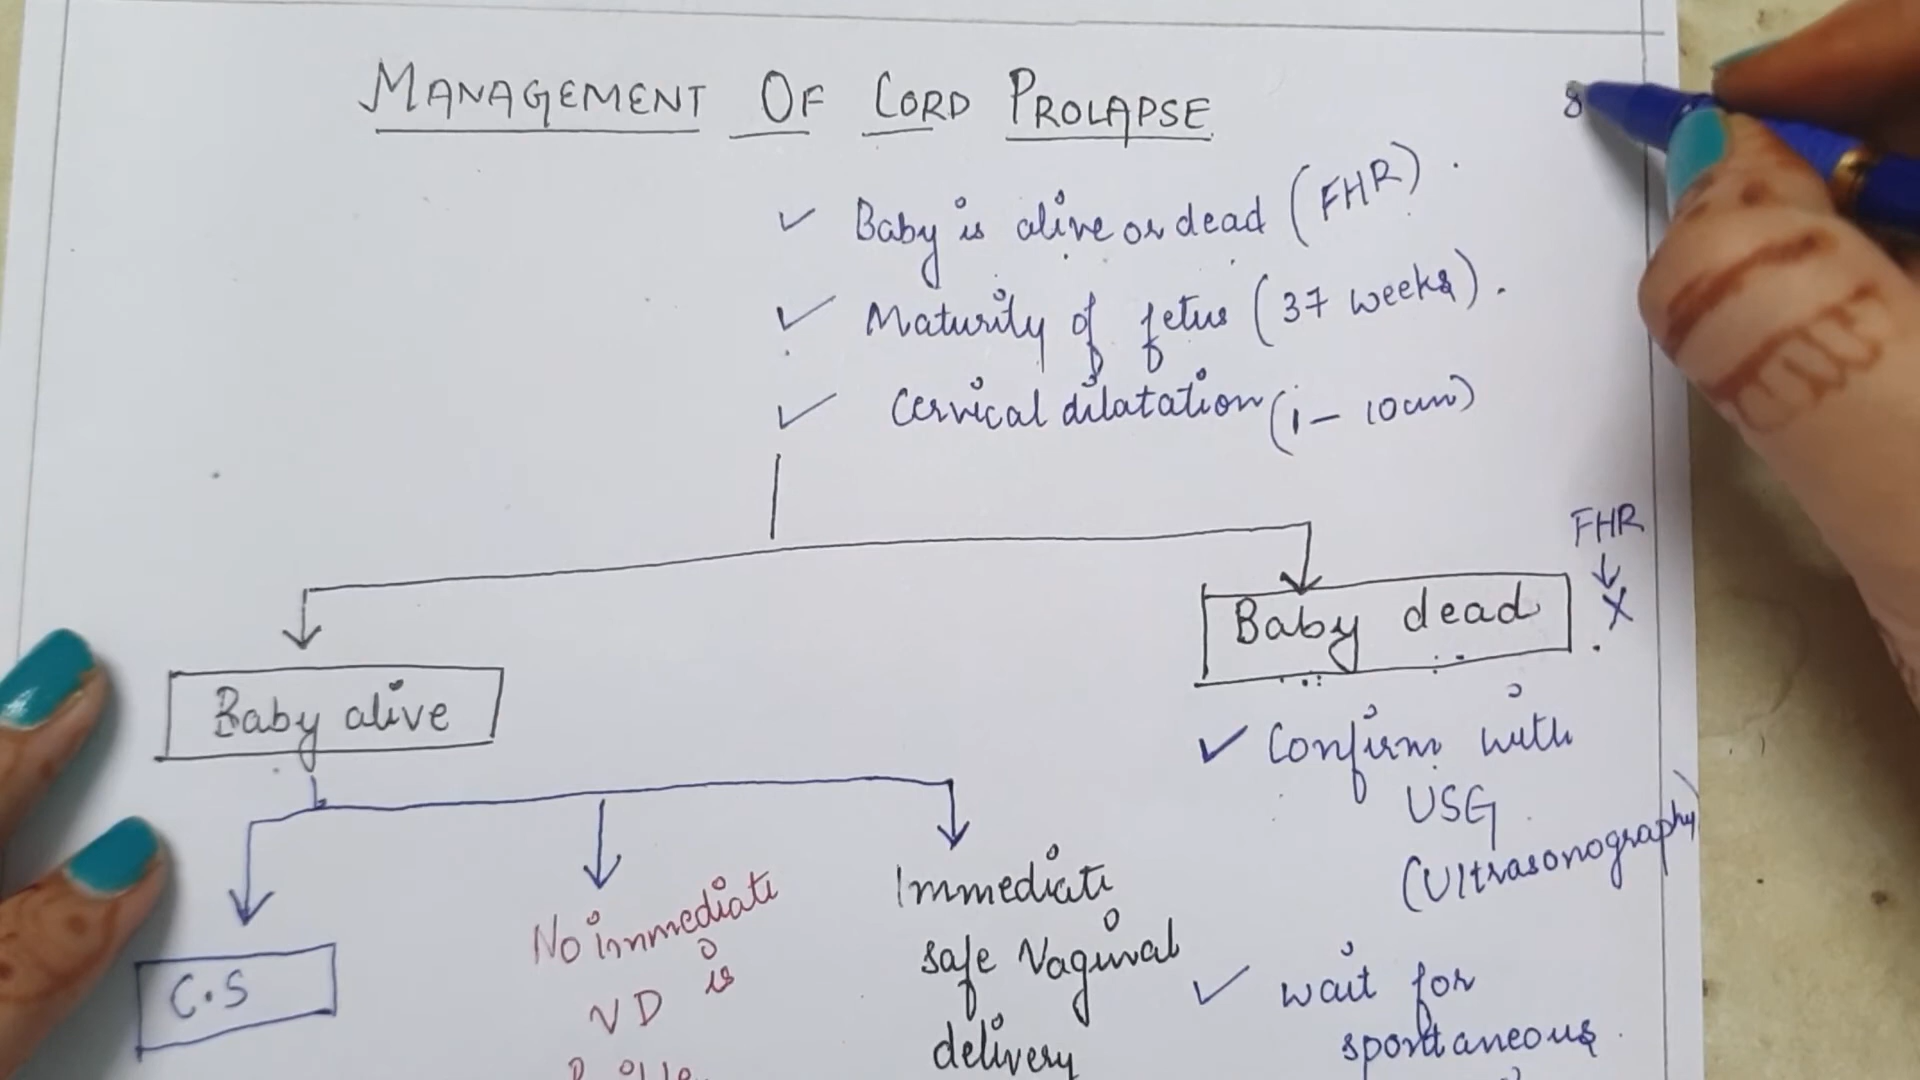 MANAGEMENT OF CORD PROLAPSE
8
✓ Baby is alive or dead (FHR).
✓ Maturity of fetus (37 weeks).
✓ Cervical dilatation (1 – 10cm)
FHR
↓
X
Baby dead
Baby alive
✓ Confirm with
USG
(Ultrasonography)
C.S
No immediate
VD is
Immediate
safe Vaginal
delivery
✓ wait for
spontaneous